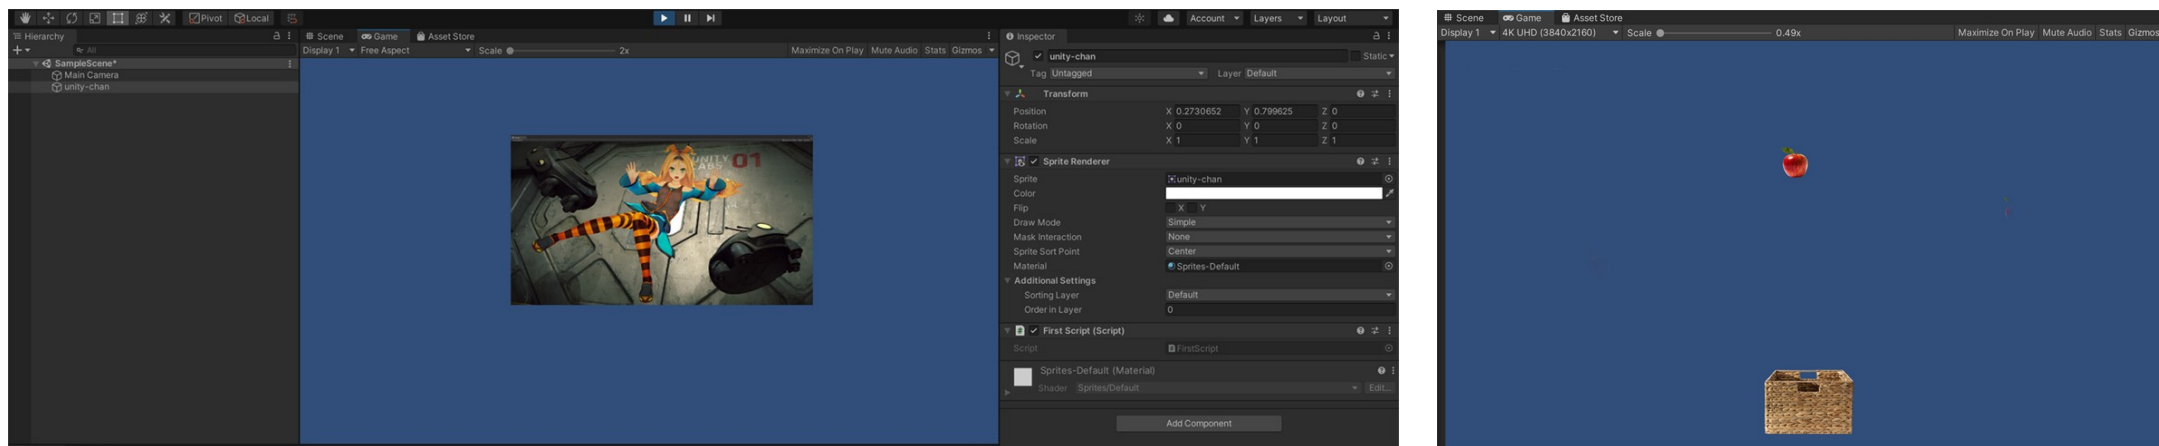 Pivot Local Account Layers Layout
Hierarchy
All
SampleScene*
Main Camera
unity-chan
Scene Game Asset Store
Display 1 Free Aspect Scale 2x Maximize On Play Mute Audio Stats Gizmos
UNITY
01
Inspector
unity-chan Static
Tag Untagged Layer Default
Transform
Position X 0.2730652 Y 0.799625 Z 0
Rotation X 0 Y 0 Z 0
Scale X 1 Y 1 Z 1
Sprite Renderer
Sprite unity-chan
Color
Flip X Y
Draw Mode Simple
Mask Interaction None
Sprite Sort Point Center
Material Sprites-Default
Additional Settings
Sorting Layer Default
Order in Layer 0
First Script (Script)
Script FirstScript
Sprites-Default (Material)
Shader Sprites/Default Edit...
Add Component
Scene Game Asset Store
Display 1 4K UHD (3840x2160) Scale 0.49x Maximize On Play Mute Audio Stats Gizmos